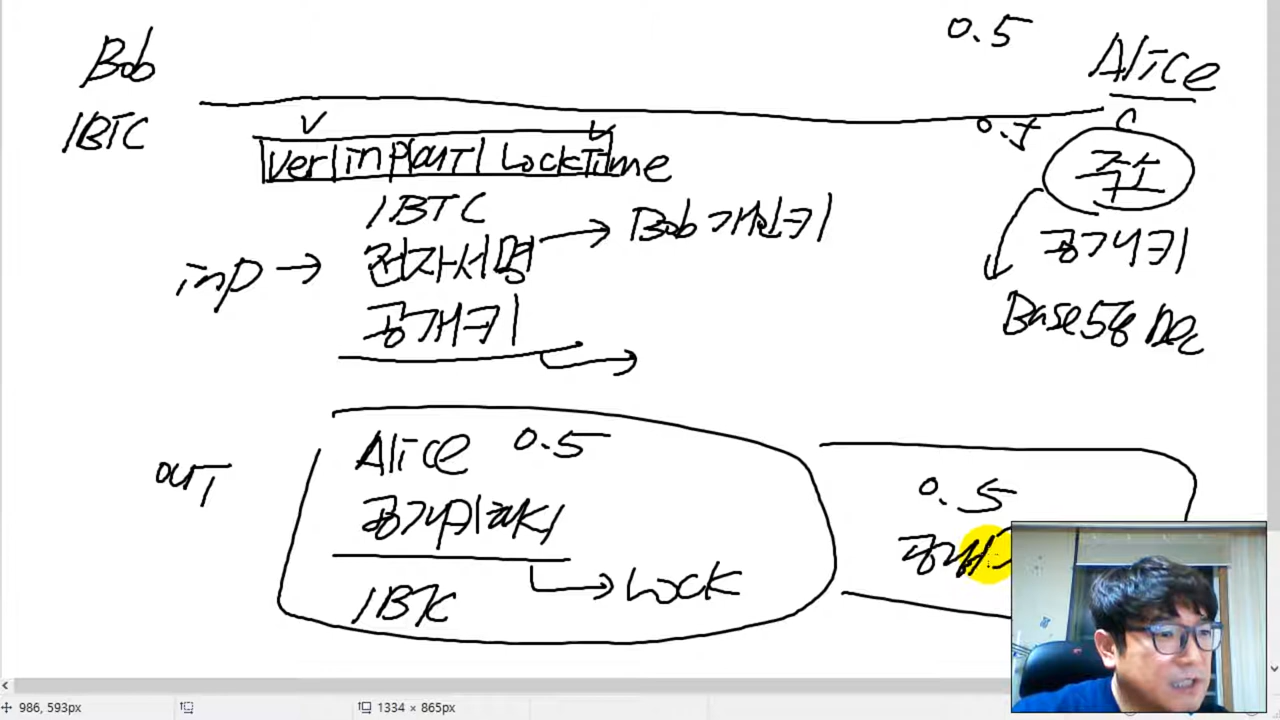 0.5
Bob
Alice
1BTC
0.5
Ver inp out LockTime
주소
1BTC
전자서명
Bob 개인키
공개키
inp
공개키
Base58 Dec
Alice 0.5
out
공개키 해시
0.5
Lock
1BTC
986, 593px
1334 × 865px